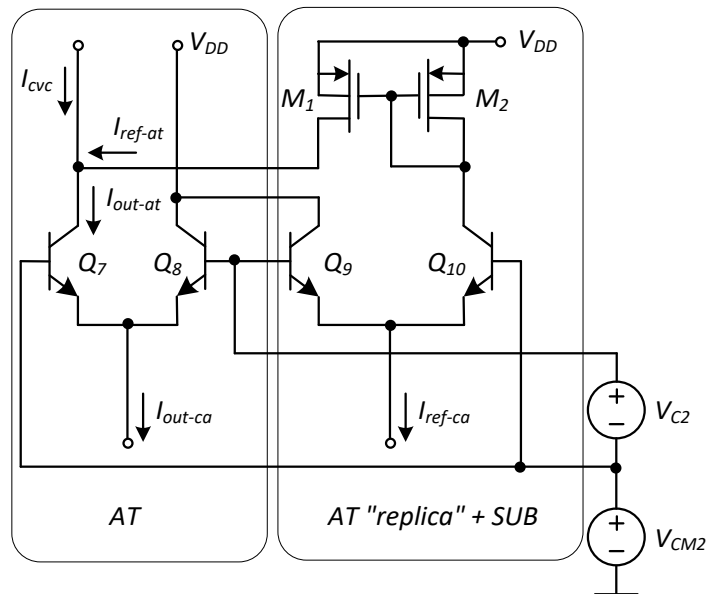 V_DD
V_DD
I_cvc
M_1
M_2
I_ref-at
I_out-at
Q_7
Q_8
Q_9
Q_10
+
−
V_C2
I_out-ca
I_ref-ca
AT
AT "replica" + SUB
+
−
V_CM2